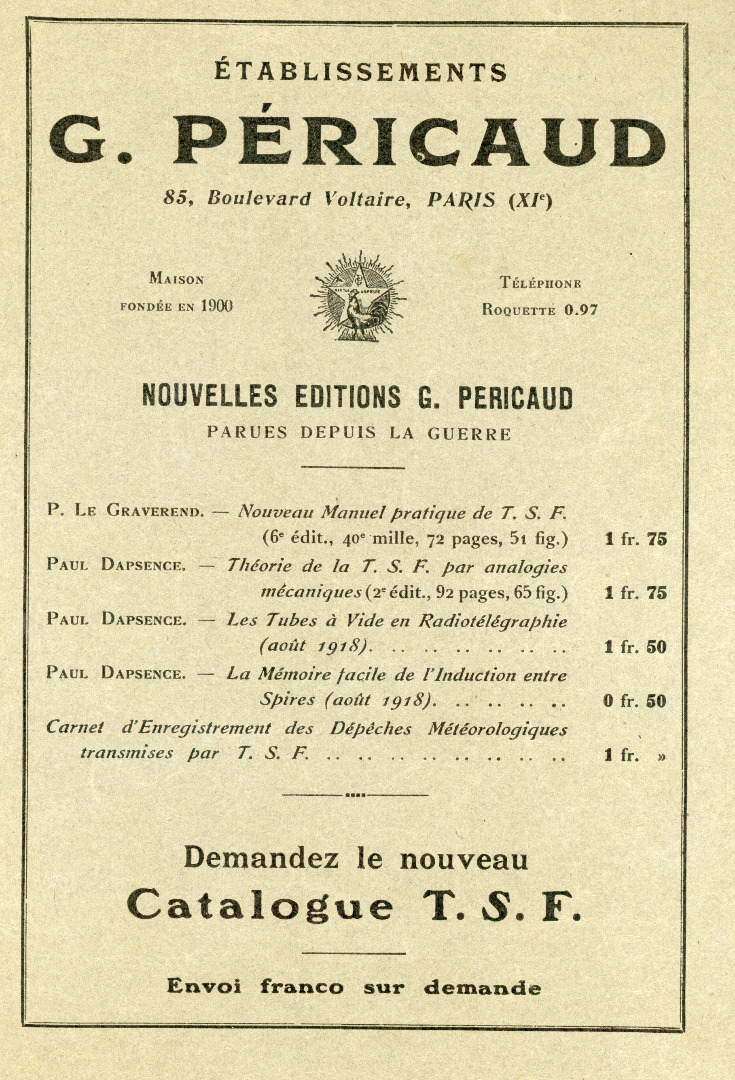 ÉTABLISSEMENTS
G. PÉRICAUD
85, Boulevard Voltaire, PARIS (XIe)
MAISON
FONDÉE EN 1900
TÉLÉPHONE
ROQUETTE 0.97
NOUVELLES EDITIONS G. PERICAUD
PARUES DEPUIS LA GUERRE
P. LE GRAVEREND. — Nouveau Manuel pratique de T. S. F.
(6e édit., 40e mille, 72 pages, 51 fig.) 1 fr. 75
PAUL DAPSENCE. — Théorie de la T. S. F. par analogies
mécaniques (2e édit., 92 pages, 65 fig.) 1 fr. 75
PAUL DAPSENCE. — Les Tubes à Vide en Radiotélégraphie
(août 1918). .. .. .. .. .. .. .. 1 fr. 50
PAUL DAPSENCE. — La Mémoire facile de l'Induction entre
Spires (août 1918). .. .. .. .. .. 0 fr. 50
Carnet d'Enregistrement des Dépêches Météorologiques
transmises par T. S. F. .. .. .. .. .. .. .. .. 1 fr. »
Demandez le nouveau
Catalogue T. S. F.
Envoi franco sur demande